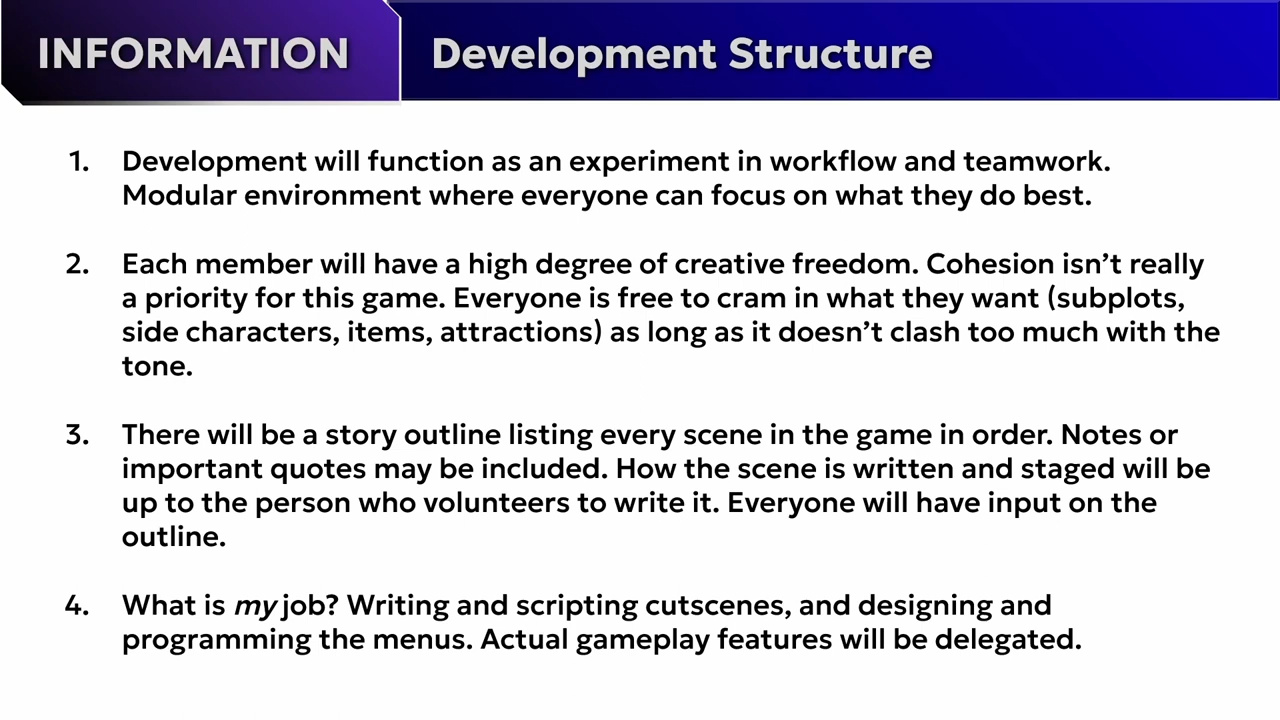 INFORMATION
Development Structure
1. Development will function as an experiment in workflow and teamwork.
Modular environment where everyone can focus on what they do best.
2. Each member will have a high degree of creative freedom. Cohesion isn’t really
a priority for this game. Everyone is free to cram in what they want (subplots,
side characters, items, attractions) as long as it doesn’t clash too much with the
tone.
3. There will be a story outline listing every scene in the game in order. Notes or
important quotes may be included. How the scene is written and staged will be
up to the person who volunteers to write it. Everyone will have input on the
outline.
4. What is my job? Writing and scripting cutscenes, and designing and
programming the menus. Actual gameplay features will be delegated.